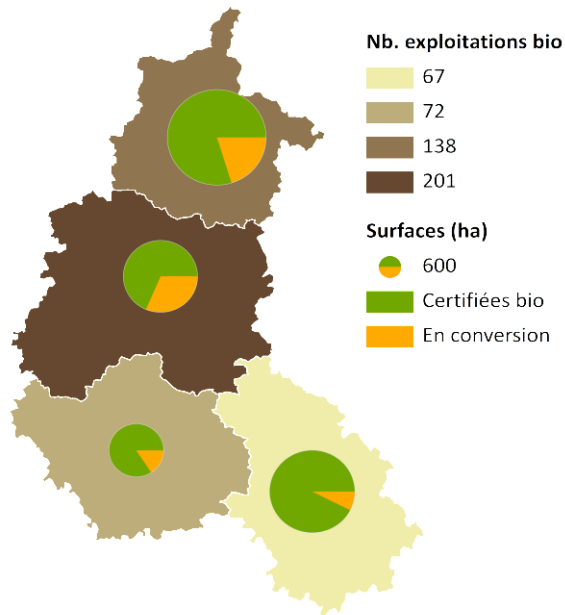 Nb. exploitations bio
67
72
138
201
Surfaces (ha)
600
Certifiées bio
En conversion